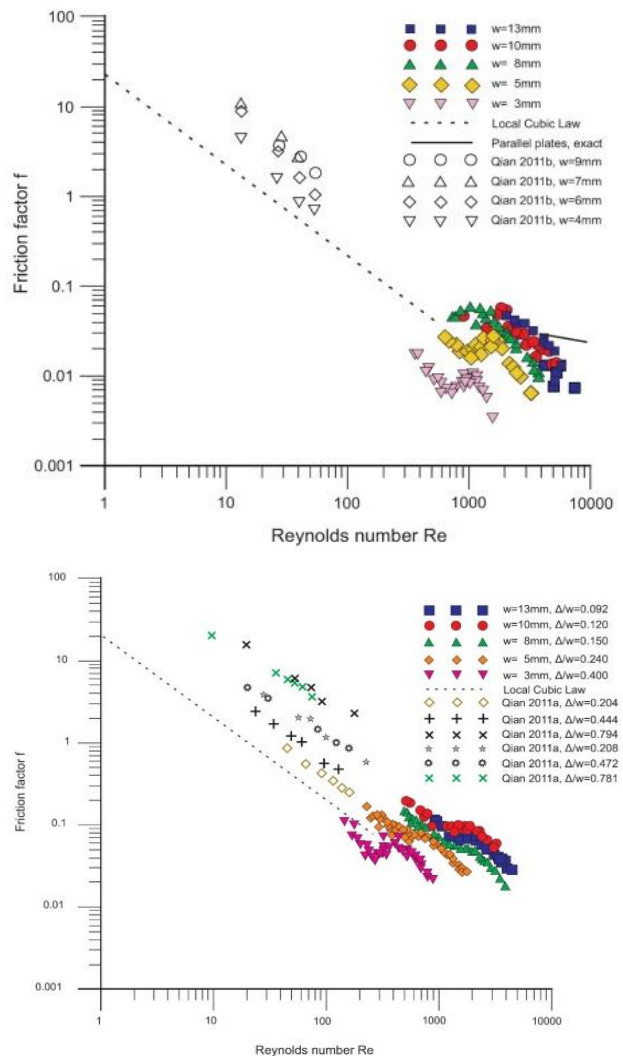 100
10
1
0.1
0.01
0.001
Friction factor f
w=13mm
w=10mm
w= 8mm
w= 5mm
w= 3mm
Local Cubic Law
Parallel plates, exact
Qian 2011b, w=9mm
Qian 2011b, w=7mm
Qian 2011b, w=6mm
Qian 2011b, w=4mm
1 10 100 1000 10000
Reynolds number Re
100
10
1
0.1
0.01
0.001
Friction factor f
w=13mm, Δ/w=0.092
w=10mm, Δ/w=0.120
w= 8mm, Δ/w=0.150
w= 5mm, Δ/w=0.240
w= 3mm, Δ/w=0.400
Local Cubic Law
Qian 2011a, Δ/w=0.204
Qian 2011a, Δ/w=0.444
Qian 2011a, Δ/w=0.794
Qian 2011a, Δ/w=0.208
Qian 2011a, Δ/w=0.472
Qian 2011a, Δ/w=0.781
1 10 100 1000 10000
Reynolds number Re